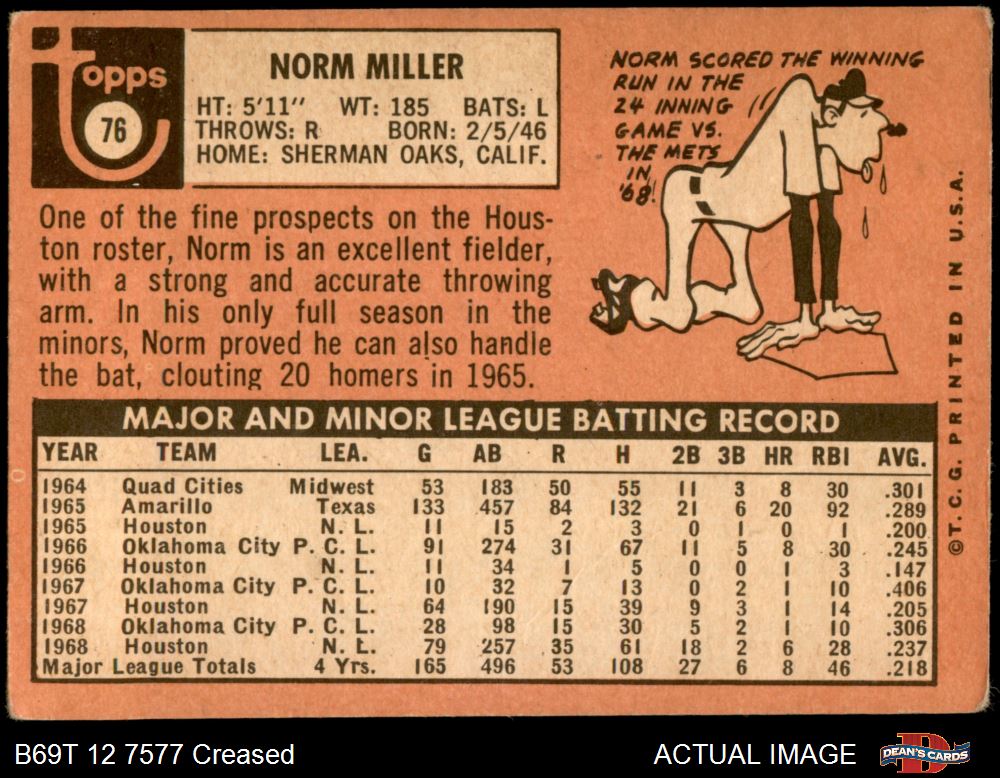 topps
76
NORM MILLER
HT: 5'11" WT: 185 BATS: L
THROWS: R BORN: 2/5/46
HOME: SHERMAN OAKS, CALIF.
One of the fine prospects on the Hous-
ton roster, Norm is an excellent fielder,
with a strong and accurate throwing
arm. In his only full season in the
minors, Norm proved he can also handle
the bat, clouting 20 homers in 1965.
NORM SCORED THE WINNING
RUN IN THE
24 INNING
GAME VS.
THE METS
IN
'68!
©T.C.G. PRINTED IN U.S.A.
MAJOR AND MINOR LEAGUE BATTING RECORD
YEAR TEAM LEA. G AB R H 2B 3B HR RBI AVG.
1964 Quad Cities Midwest 53 183 50 55 11 3 8 30 .301
1965 Amarillo Texas 133 457 84 132 21 6 20 92 .289
1965 Houston N. L. 11 15 2 3 0 1 0 1 .200
1966 Oklahoma City P. C. L. 91 274 31 67 11 5 8 30 .245
1966 Houston N. L. 11 34 1 5 0 0 1 3 .147
1967 Oklahoma City P. C. L. 10 32 7 13 0 2 1 10 .406
1967 Houston N. L. 64 190 15 39 9 3 1 14 .205
1968 Oklahoma City P. C. L. 28 98 15 30 5 2 1 10 .306
1968 Houston N. L. 79 257 35 61 18 2 6 28 .237
Major League Totals 4 Yrs. 165 496 53 108 27 6 8 46 .218
B69T 12 7577 Creased
ACTUAL IMAGE
DEAN'S CARDS